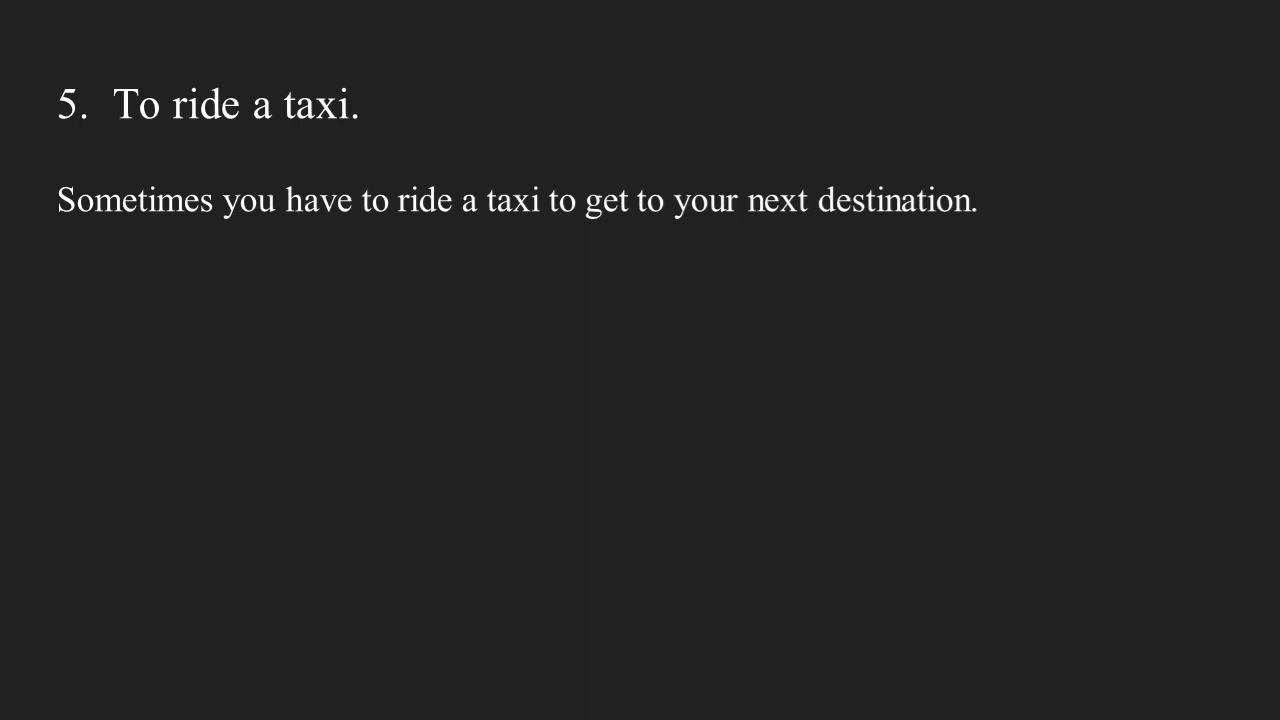 5. To ride a taxi.
Sometimes you have to ride a taxi to get to your next destination.